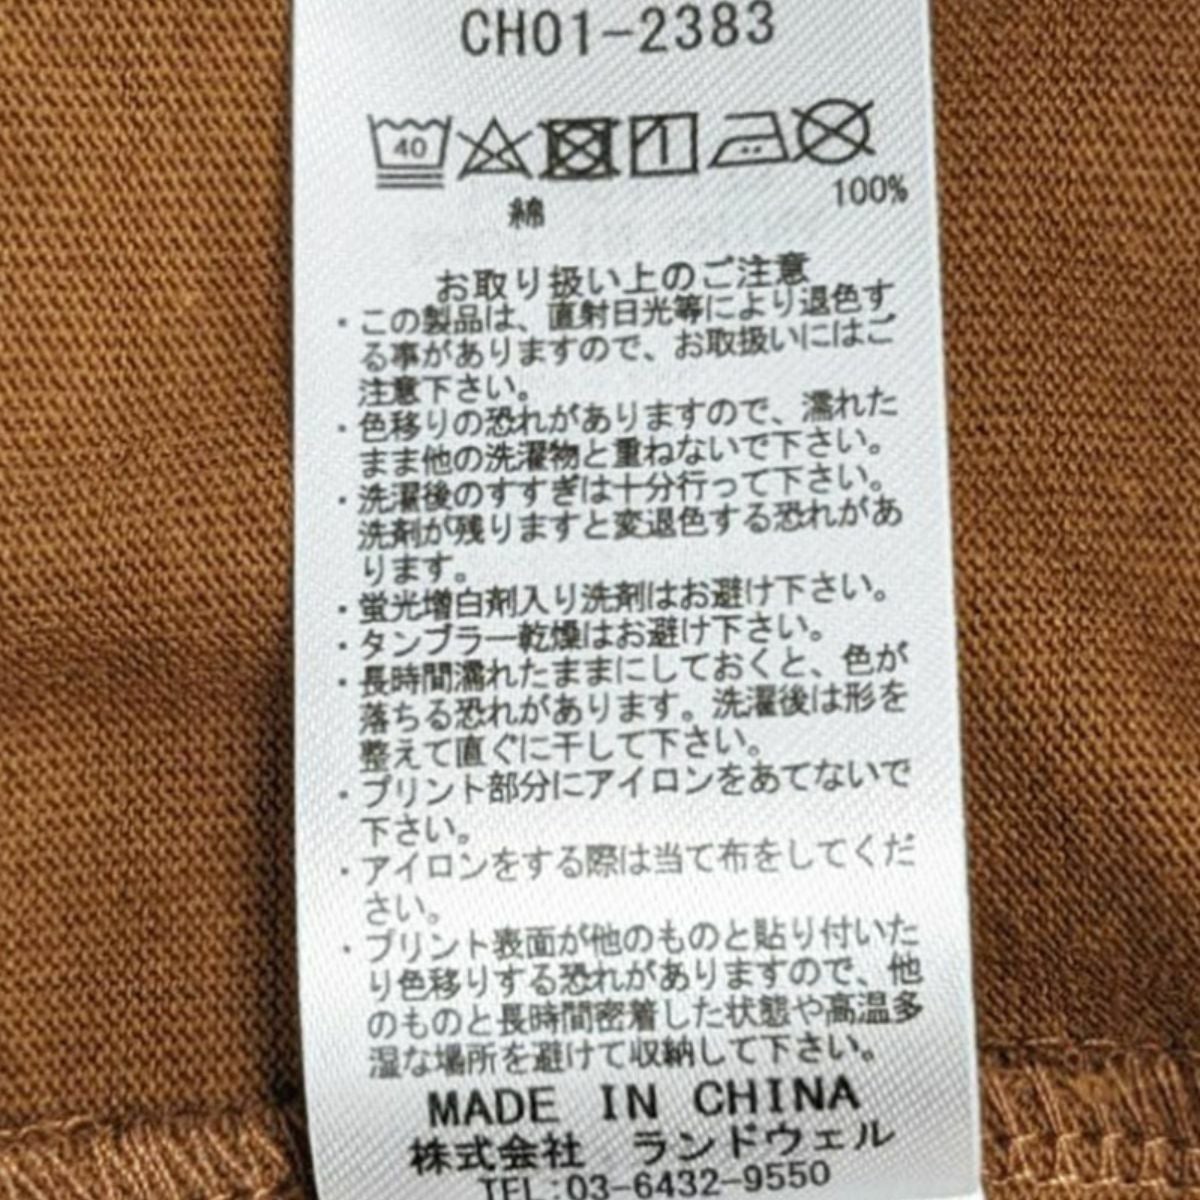 CH01-2383
40
綿 100%
お取り扱い上のご注意
・この製品は、直射日光等により退色す
る事がありますので、お取扱いにはご
注意下さい。
・色移りの恐れがありますので、濡れた
まま他の洗濯物と重ねないで下さい。
・洗濯後のすすぎは十分行って下さい。
洗剤が残りますと変退色する恐れがあ
ります。
・蛍光増白剤入り洗剤はお避け下さい。
・タンブラー乾燥はお避け下さい。
・長時間濡れたままにしておくと、色が
落ちる恐れがあります。洗濯後は形を
整えて直ぐに干して下さい。
・プリント部分にアイロンをあてないで
下さい。
・アイロンをする際は当て布をしてくだ
さい。
・プリント表面が他のものと貼り付いた
り色移りする恐れがありますので、他
のものと長時間密着した状態や高温多
湿な場所を避けて収納して下さい。
MADE IN CHINA
株式会社 ランドウェル
TEL:03-6432-9550